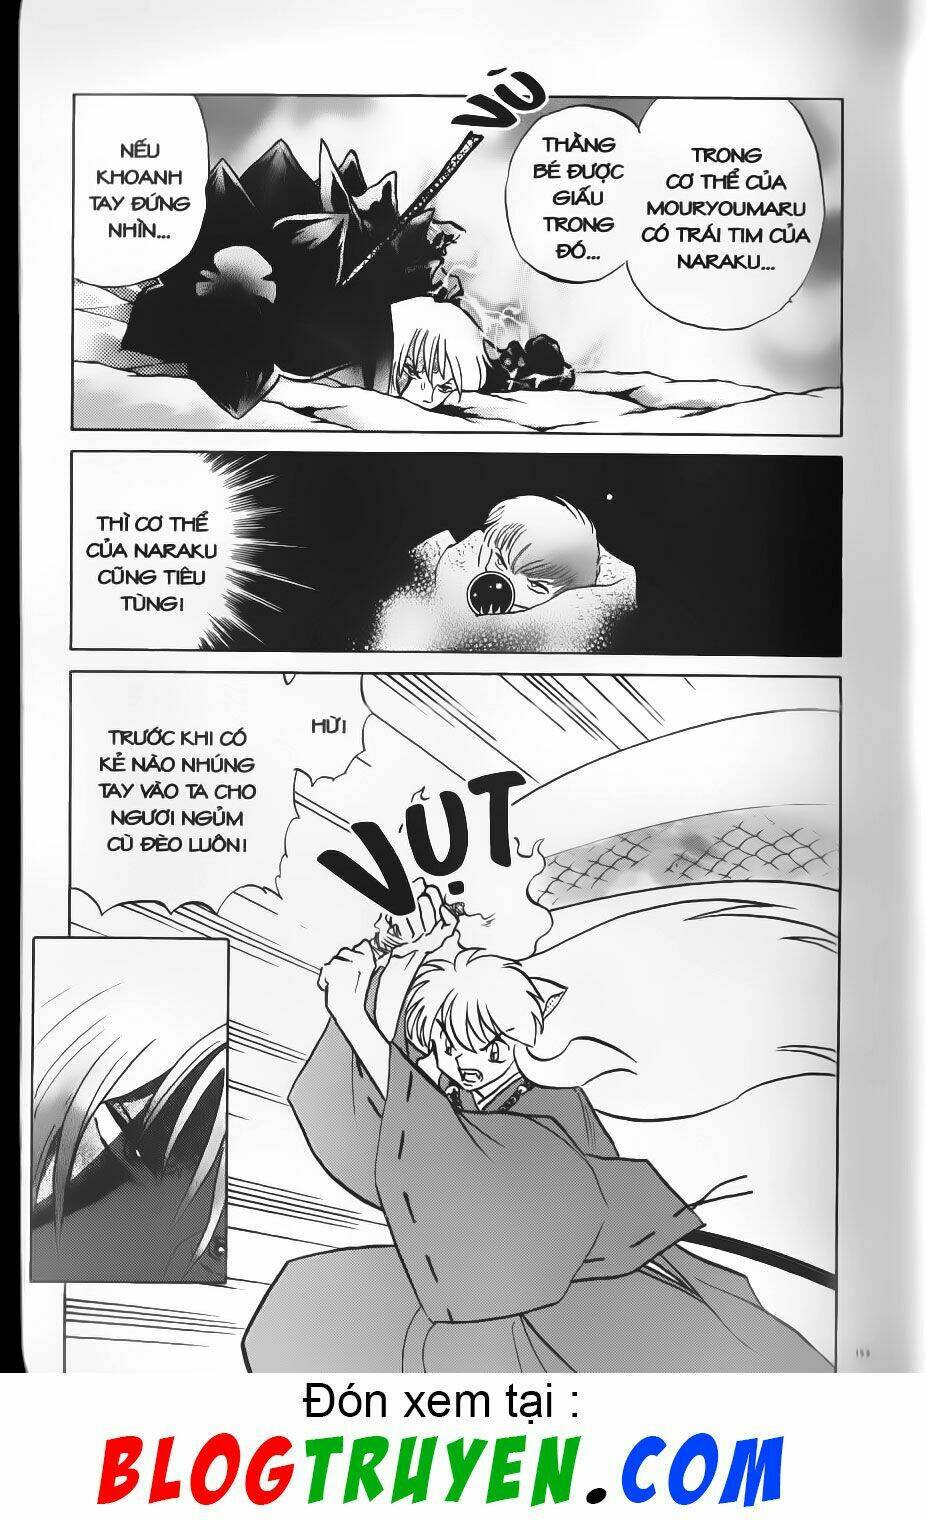 TRONG
CƠ THỂ CỦA
MOURYOUMARU
CÓ TRÁI TIM CỦA
NARAKU...
THẰNG
BÉ ĐƯỢC
GIẤU
TRONG
ĐÓ...
VÙ
NẾU
KHOANH
TAY ĐỨNG
NHÌN...
THÌ CƠ THỂ
CỦA NARAKU
CŨNG TIÊU
TÙNG!
HỪ!
TRƯỚC KHI CÓ
KẺ NÀO NHÚNG
TAY VÀO TA CHO
NGƯƠI NGỦM
CÙ ĐÈO LUÔN!
VỤT
153
Đón xem tại :
BLOGTRUYEN.COM